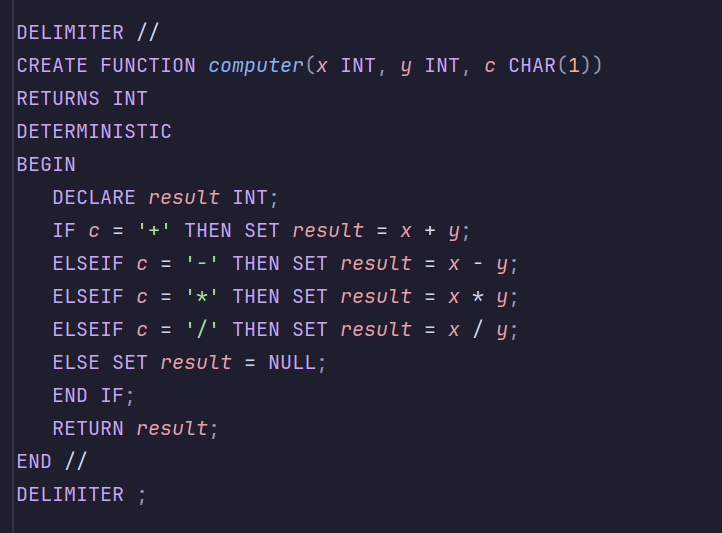 DELIMITER //
CREATE FUNCTION computer(x INT, y INT, c CHAR(1))
RETURNS INT
DETERMINISTIC
BEGIN
   DECLARE result INT;
   IF c = '+' THEN SET result = x + y;
   ELSEIF c = '-' THEN SET result = x - y;
   ELSEIF c = '*' THEN SET result = x * y;
   ELSEIF c = '/' THEN SET result = x / y;
   ELSE SET result = NULL;
   END IF;
   RETURN result;
END //
DELIMITER ;